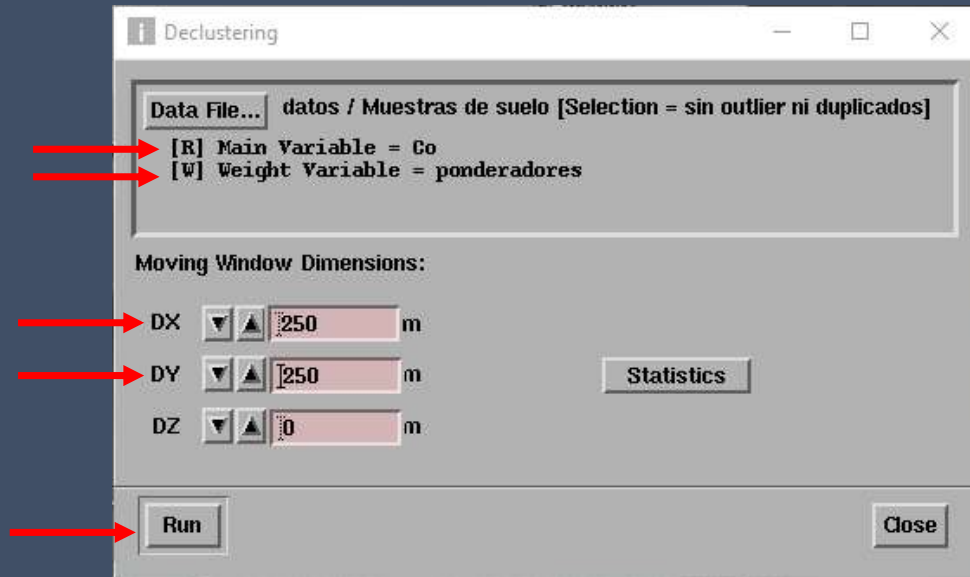 Declustering
Data File... datos / Muestras de suelo [Selection = sin outlier ni duplicados]
[R] Main Variable = Co
[W] Weight Variable = ponderadores
Moving Window Dimensions:
DX 250 m
DY 250 m
Statistics
DZ 0 m
Run
Close